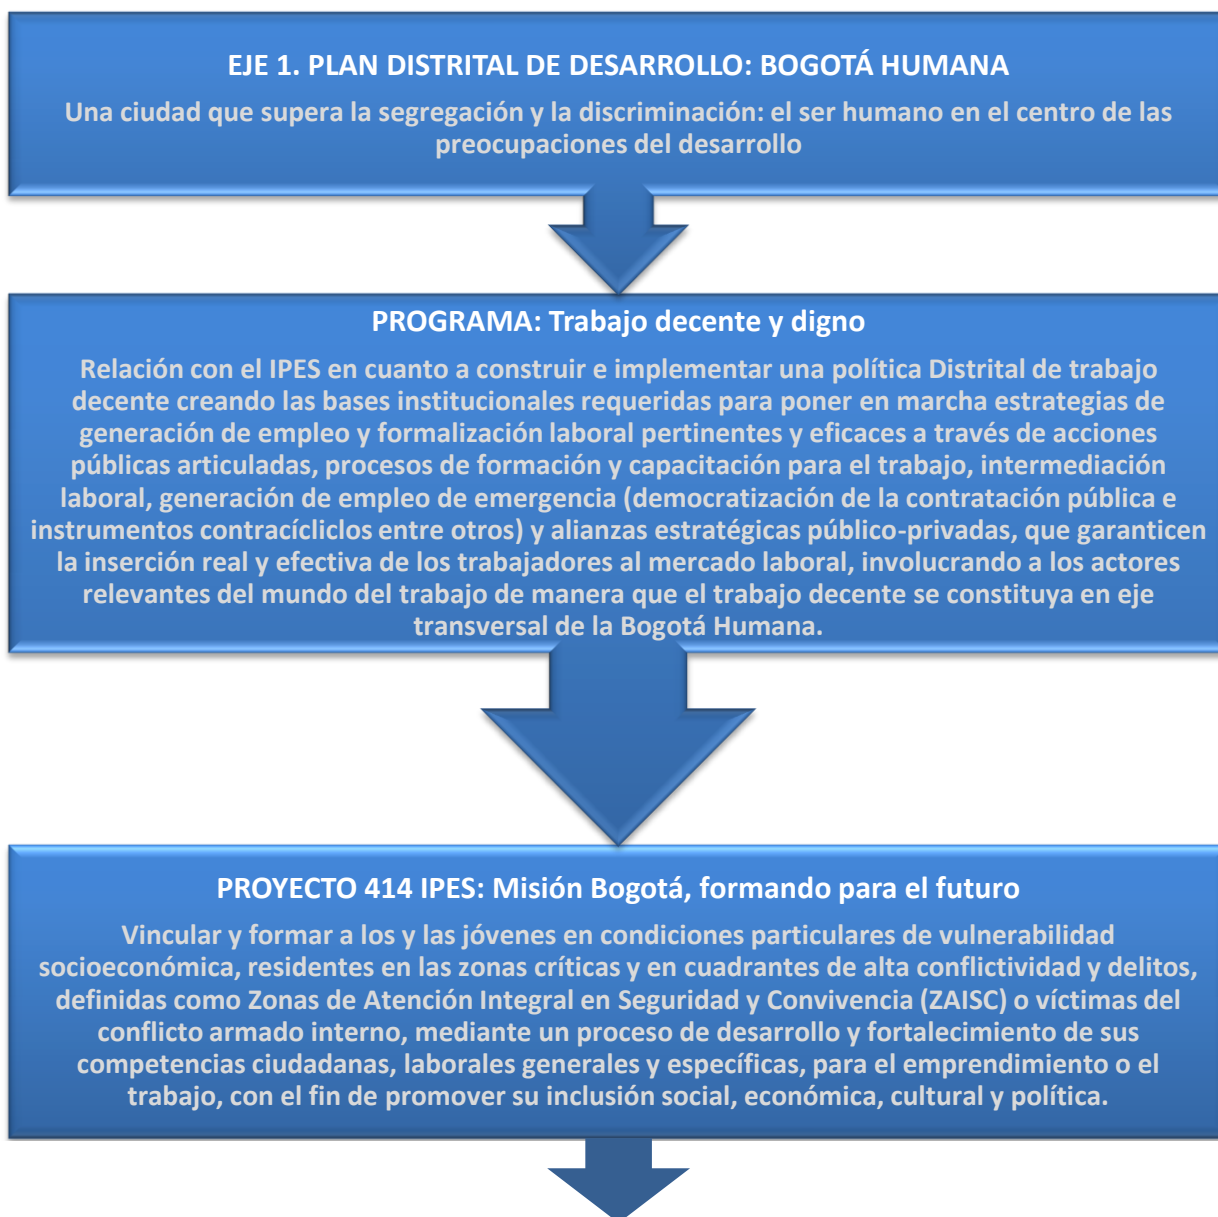 EJE 1. PLAN DISTRITAL DE DESARROLLO: BOGOTÁ HUMANA
Una ciudad que supera la segregación y la discriminación: el ser humano en el centro de las
preocupaciones del desarrollo
PROGRAMA: Trabajo decente y digno
Relación con el IPES en cuanto a construir e implementar una política Distrital de trabajo
decente creando las bases institucionales requeridas para poner en marcha estrategias de
generación de empleo y formalización laboral pertinentes y eficaces a través de acciones
públicas articuladas, procesos de formación y capacitación para el trabajo, intermediación
laboral, generación de empleo de emergencia (democratización de la contratación pública e
instrumentos contracícliclos entre otros) y alianzas estratégicas público-privadas, que garanticen
la inserción real y efectiva de los trabajadores al mercado laboral, involucrando a los actores
relevantes del mundo del trabajo de manera que el trabajo decente se constituya en eje
transversal de la Bogotá Humana.
PROYECTO 414 IPES: Misión Bogotá, formando para el futuro
Vincular y formar a los y las jóvenes en condiciones particulares de vulnerabilidad
socioeconómica, residentes en las zonas críticas y en cuadrantes de alta conflictividad y delitos,
definidas como Zonas de Atención Integral en Seguridad y Convivencia (ZAISC) o víctimas del
conflicto armado interno, mediante un proceso de desarrollo y fortalecimiento de sus
competencias ciudadanas, laborales generales y específicas, para el emprendimiento o el
trabajo, con el fin de promover su inclusión social, económica, cultural y política.